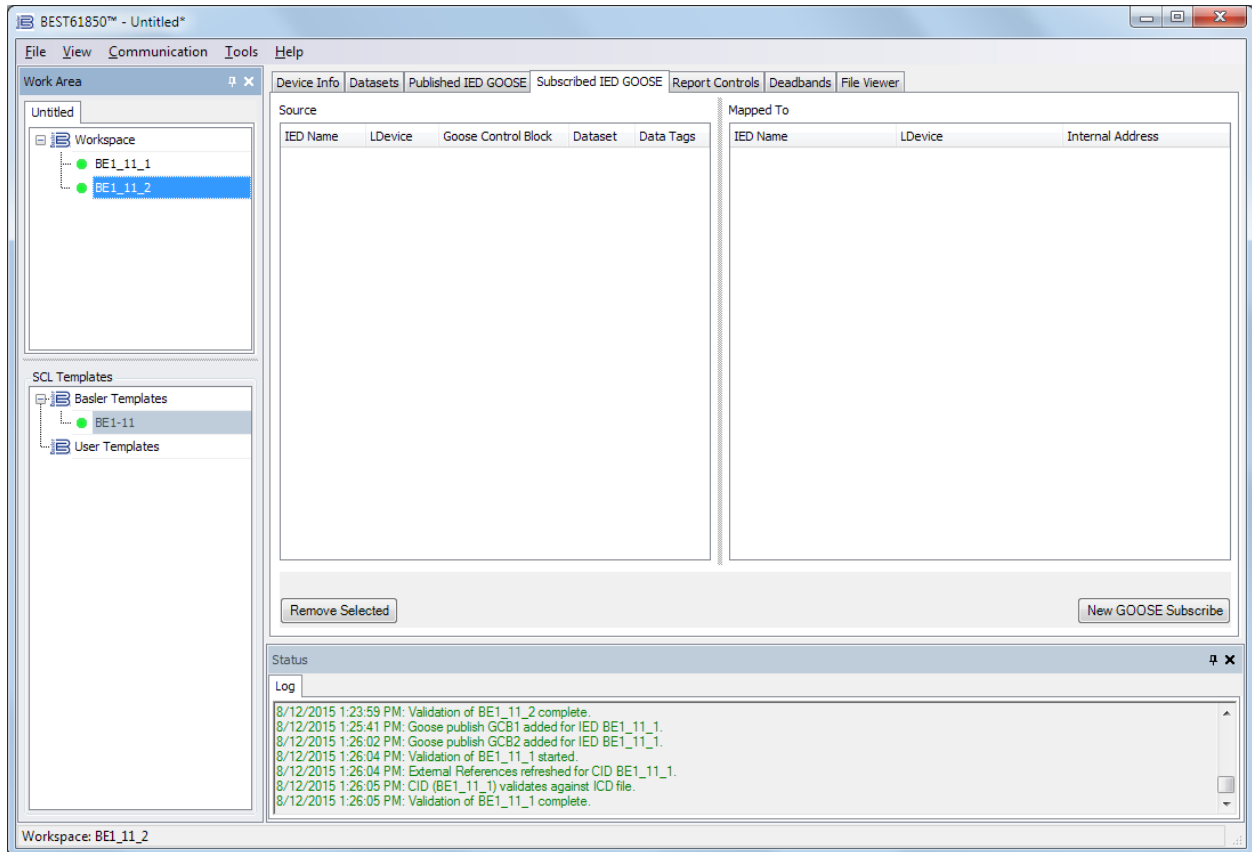 BEST61850™ - Untitled*
File View Communication Tools Help
Work Area
Untitled
Workspace
BE1_11_1
BE1_11_2
SCL Templates
Basler Templates
BE1-11
User Templates
Device Info Datasets Published IED GOOSE Subscribed IED GOOSE Report Controls Deadbands File Viewer
Source
IED Name LDevice Goose Control Block Dataset Data Tags
Mapped To
IED Name LDevice Internal Address
Remove Selected
New GOOSE Subscribe
Status
Log
8/12/2015 1:23:59 PM: Validation of BE1_11_2 complete.
8/12/2015 1:25:41 PM: Goose publish GCB1 added for IED BE1_11_1.
8/12/2015 1:26:02 PM: Goose publish GCB2 added for IED BE1_11_1.
8/12/2015 1:26:04 PM: Validation of BE1_11_1 started.
8/12/2015 1:26:04 PM: External References refreshed for CID BE1_11_1.
8/12/2015 1:26:05 PM: CID (BE1_11_1) validates against ICD file.
8/12/2015 1:26:05 PM: Validation of BE1_11_1 complete.
Workspace: BE1_11_2